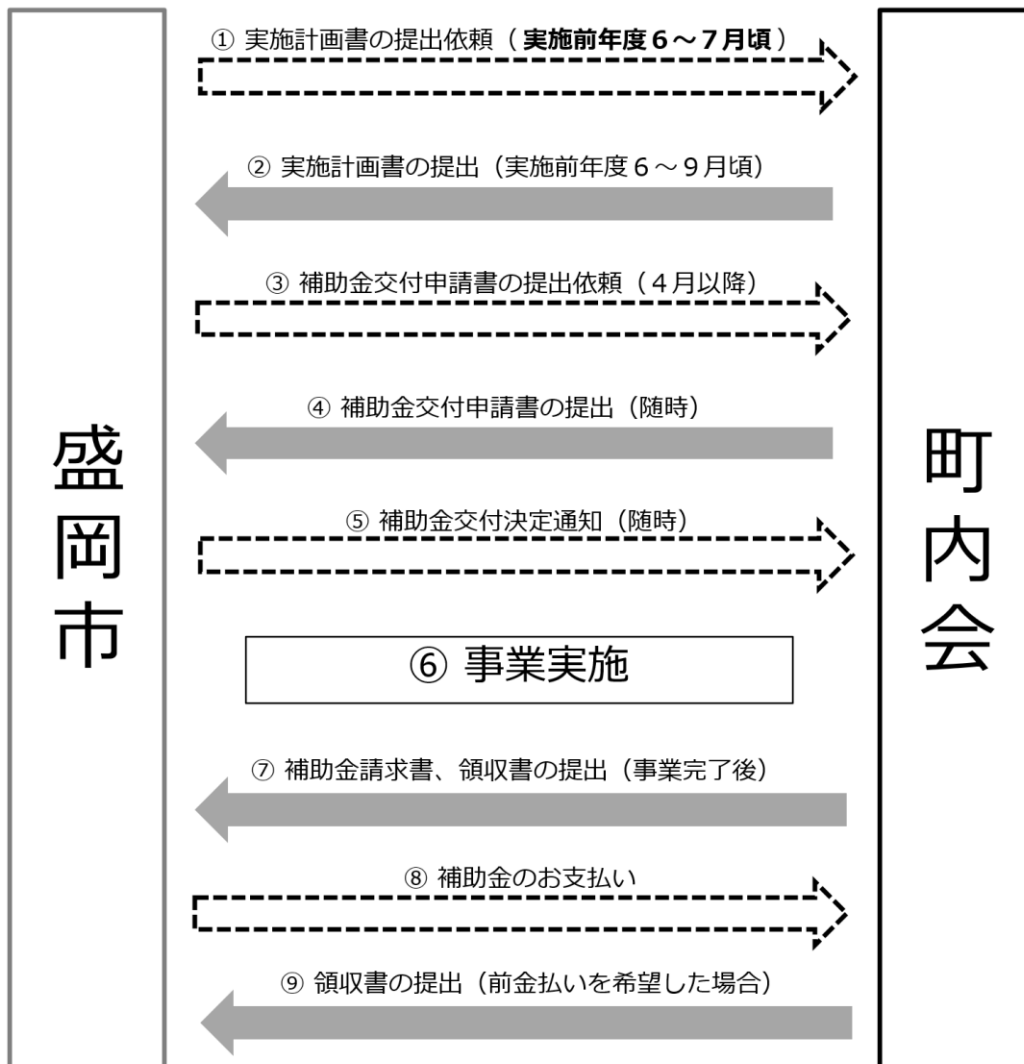 ① 実施計画書の提出依頼（ 実施前年度６～７月頃 ）
② 実施計画書の提出（実施前年度６～９月頃）
③ 補助金交付申請書の提出依頼（４月以降）
④ 補助金交付申請書の提出（随時）
⑤ 補助金交付決定通知（随時）
盛岡市
町内会
⑥ 事業実施
⑦ 補助金請求書、領収書の提出（事業完了後）
⑧ 補助金のお支払い
⑨ 領収書の提出（前金払いを希望した場合）